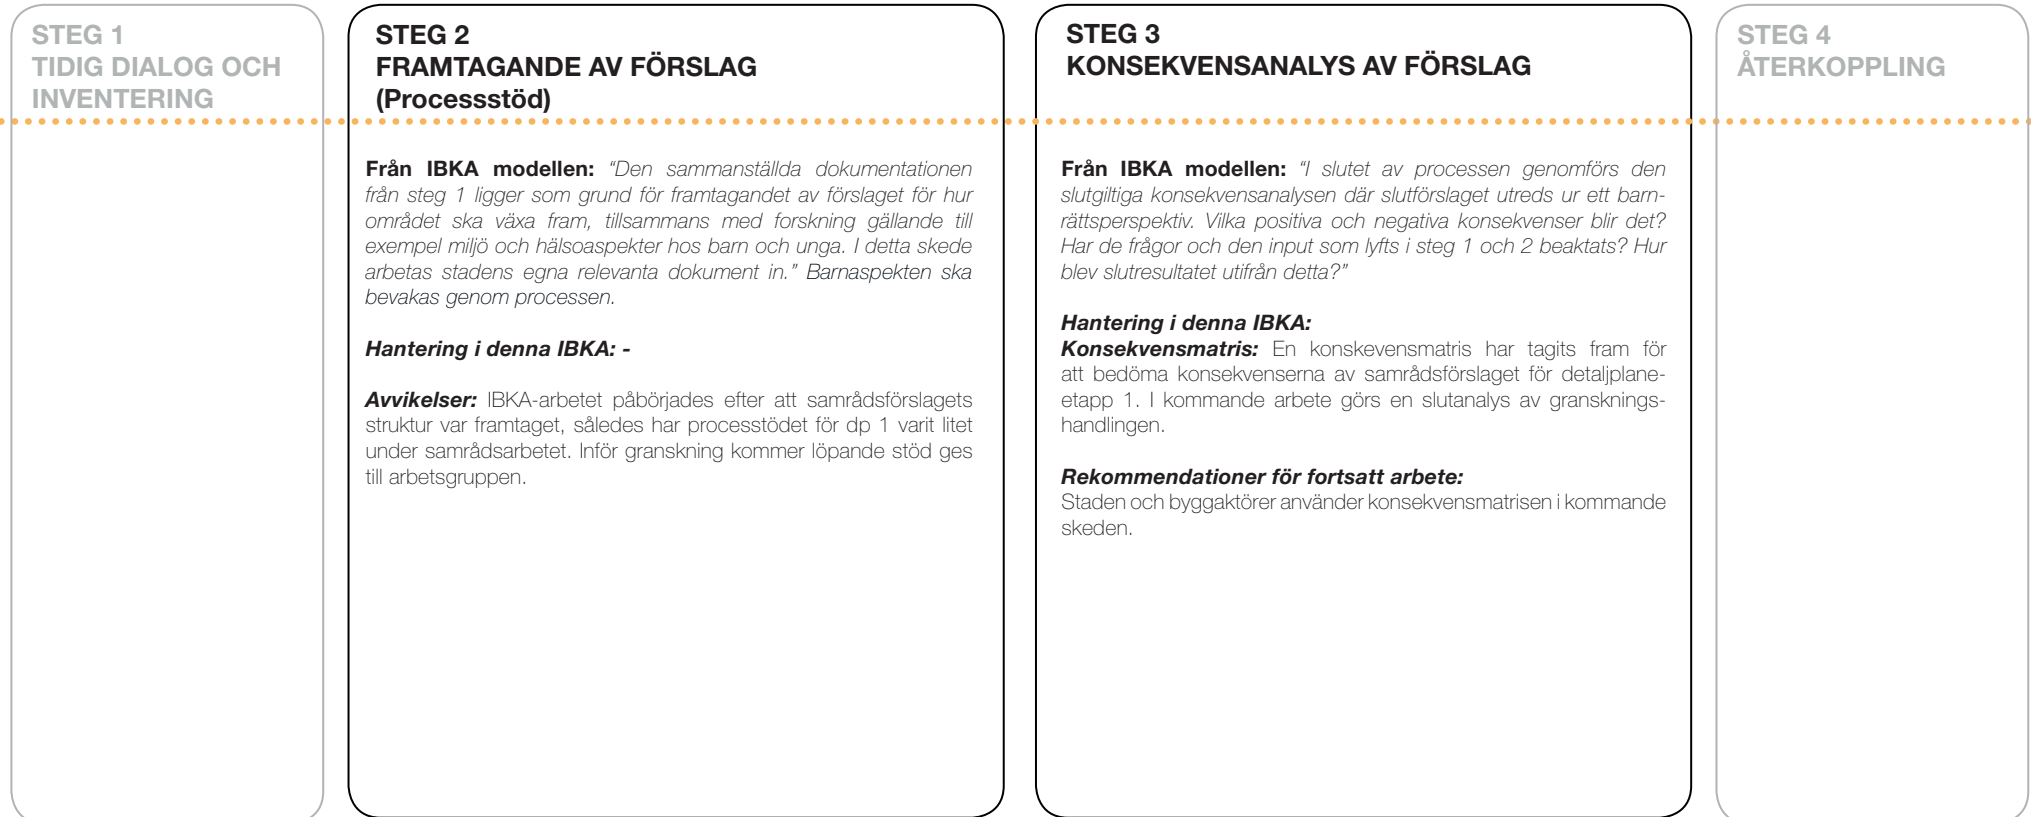 STEG 1
TIDIG DIALOG OCH
INVENTERING
STEG 2
FRAMTAGANDE AV FÖRSLAG
(Processstöd)
Från IBKA modellen: “Den sammanställda dokumentationen
från steg 1 ligger som grund för framtagandet av förslaget för hur
området ska växa fram, tillsammans med forskning gällande till
exempel miljö och hälsoaspekter hos barn och unga. I detta skede
arbetas stadens egna relevanta dokument in.” Barnaspekten ska
bevakas genom processen.
Hantering i denna IBKA: -
Avvikelser: IBKA-arbetet påbörjades efter att samrådsförslagets
struktur var framtaget, således har processtödet för dp 1 varit litet
under samrådsarbetet. Inför granskning kommer löpande stöd ges
till arbetsgruppen.
STEG 3
KONSEKVENSANALYS AV FÖRSLAG
Från IBKA modellen: “I slutet av processen genomförs den
slutgiltiga konsekvensanalysen där slutförslaget utreds ur ett barn-
rättsperspektiv. Vilka positiva och negativa konsekvenser blir det?
Har de frågor och den input som lyfts i steg 1 och 2 beaktats? Hur
blev slutresultatet utifrån detta?”
Hantering i denna IBKA:
Konsekvensmatris: En konskevensmatris har tagits fram för
att bedöma konsekvenserna av samrådsförslaget för detaljplane-
etapp 1. I kommande arbete görs en slutanalys av gransknings-
handlingen.
Rekommendationer för fortsatt arbete:
Staden och byggaktörer använder konsekvensmatrisen i kommande
skeden.
STEG 4
ÅTERKOPPLING